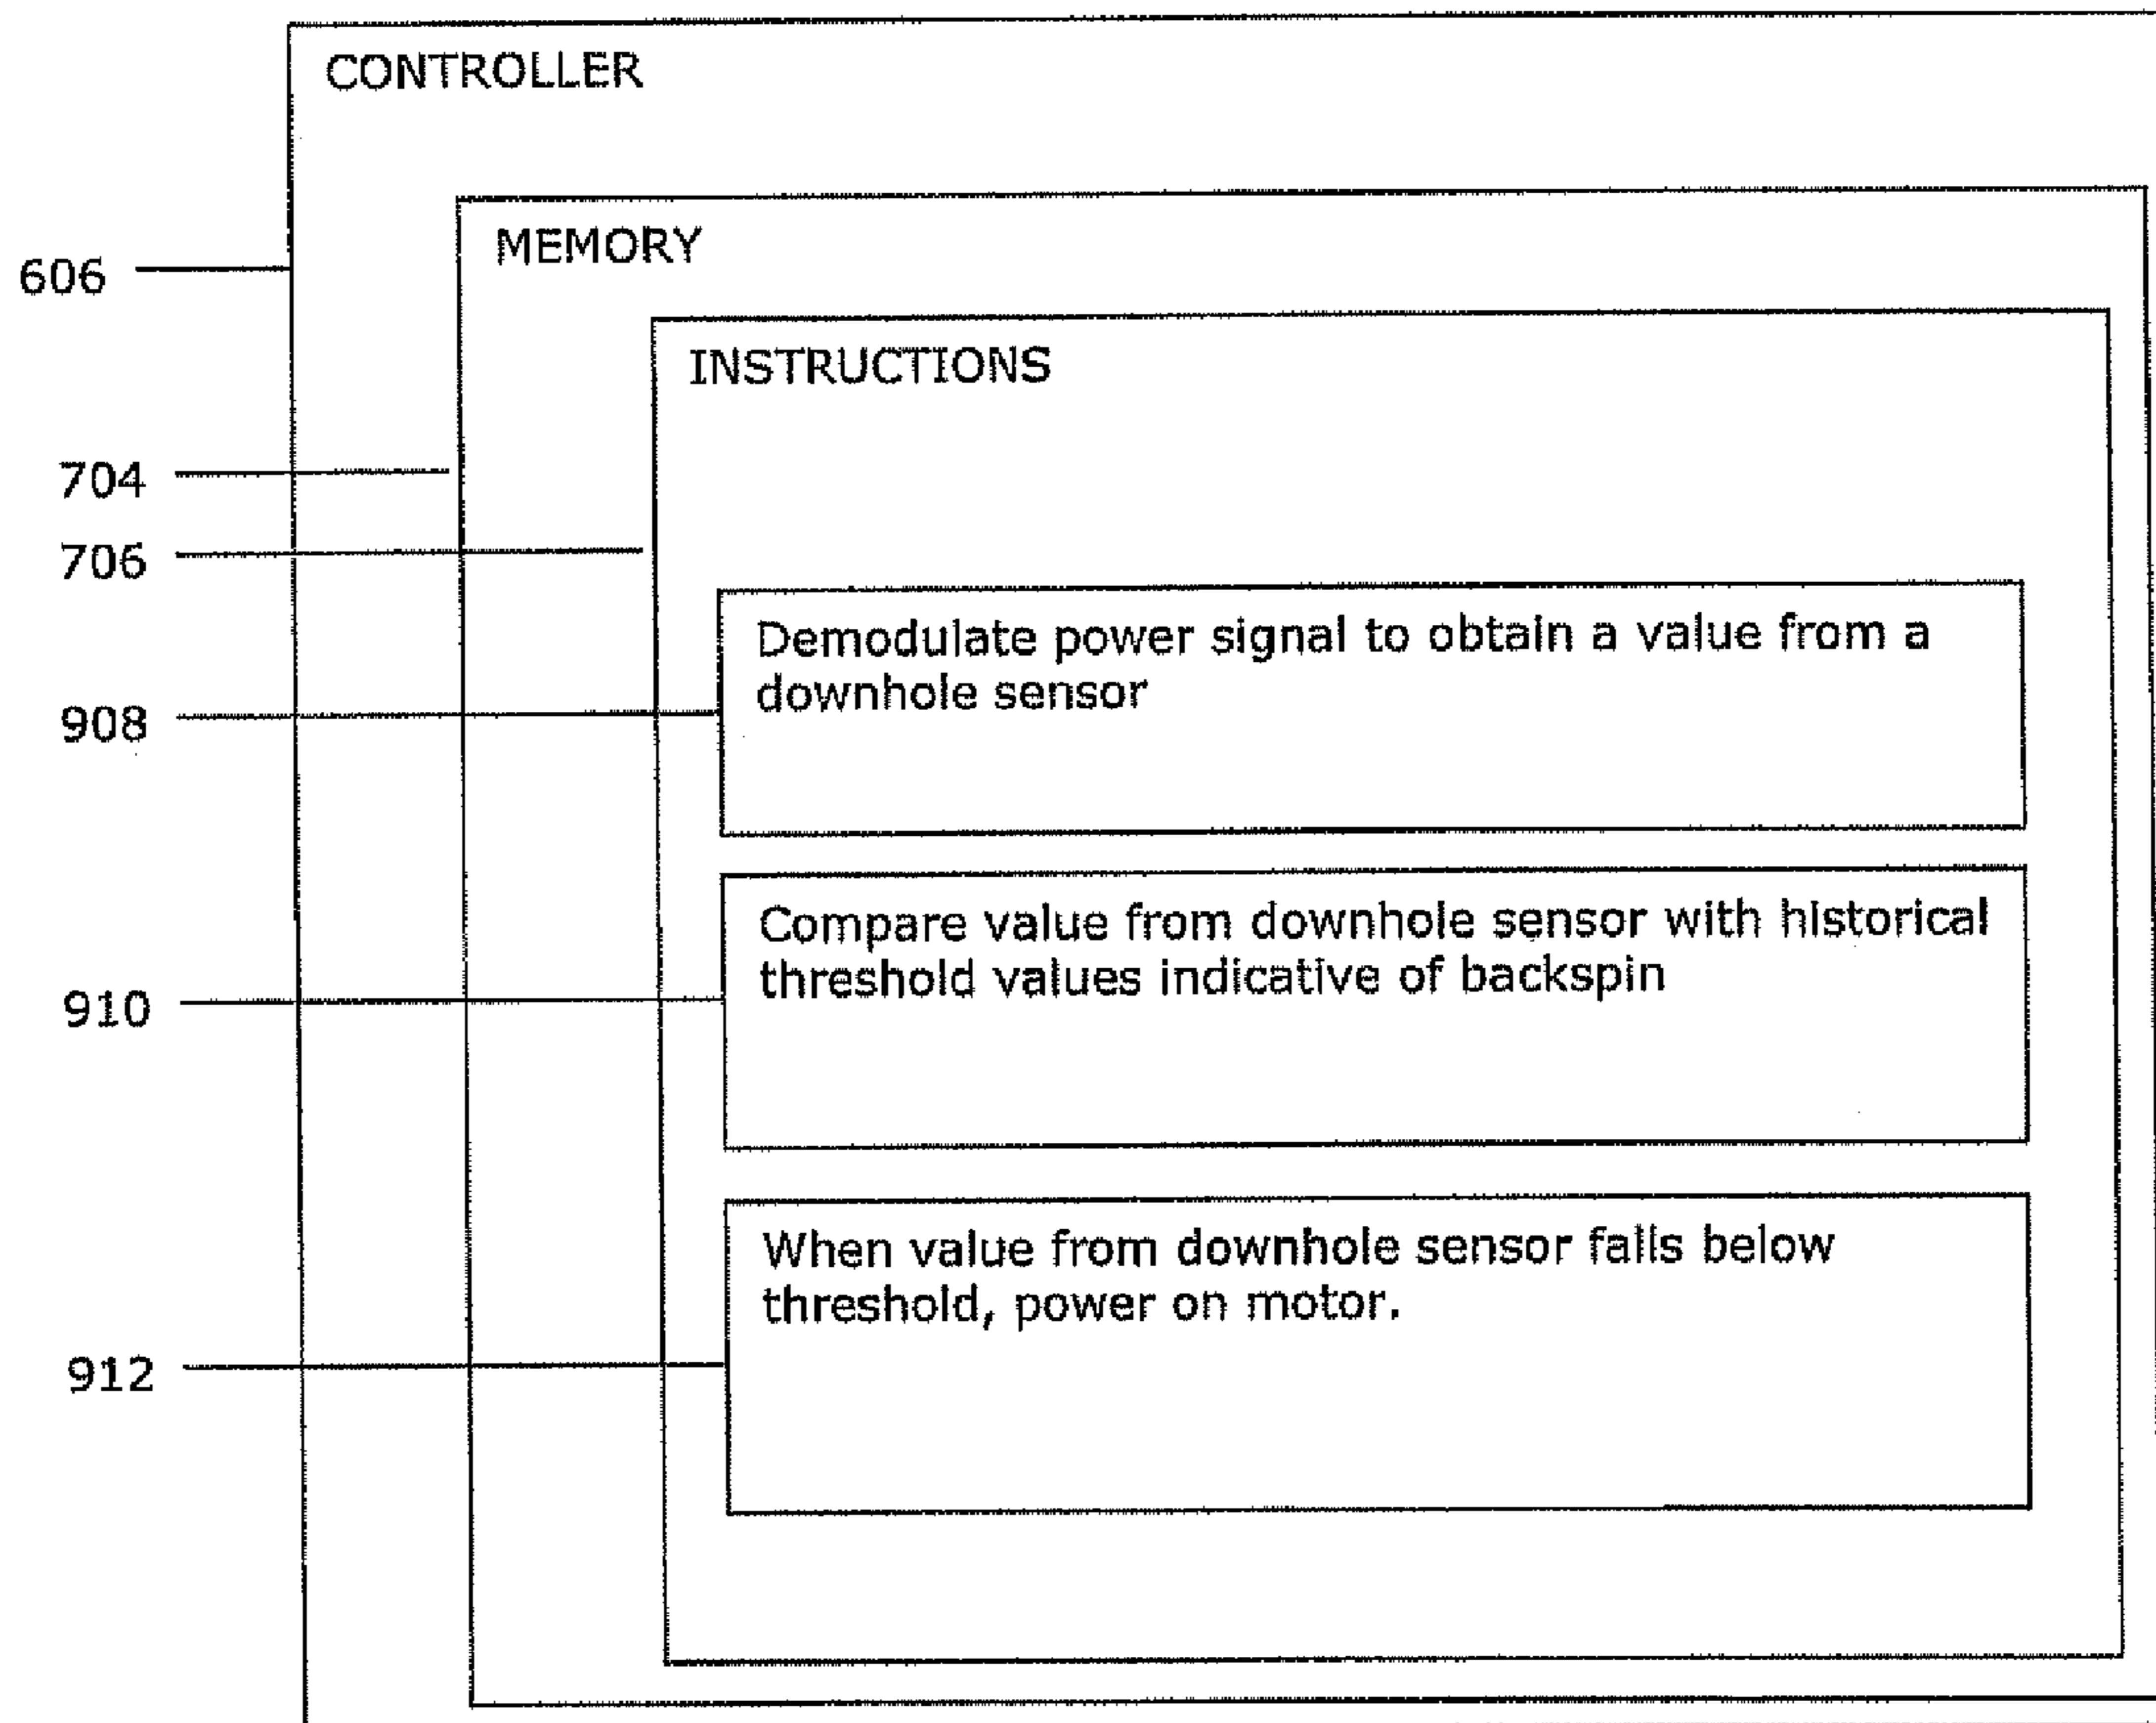 CONTROLLER
MEMORY
606
INSTRUCTIONS
704
706
Demodulate power signal to obtain a value from a
downhole sensor
908
Compare value from downhole sensor with historical
threshold values indicative of backspin
910
When value from downhole sensor falls below
threshold, power on motor.
912